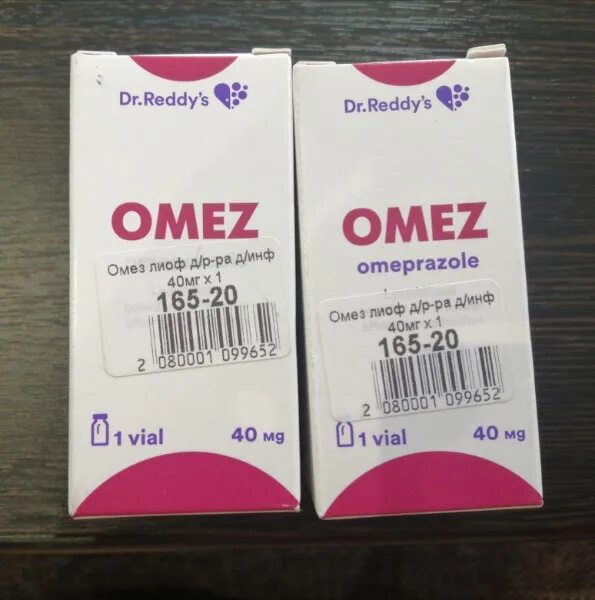 Dr.Reddy's
OMEZ
Омез лиоф д/р-ра д/инф
40мг х 1
165-20
2 080001 099652
1 vial
40 мg
Dr.Reddy's
OMEZ
omeprazole
Омез лиоф д/р-ра д/инф
40мг х 1
165-20
2 080001 099652
1 vial
40 мg